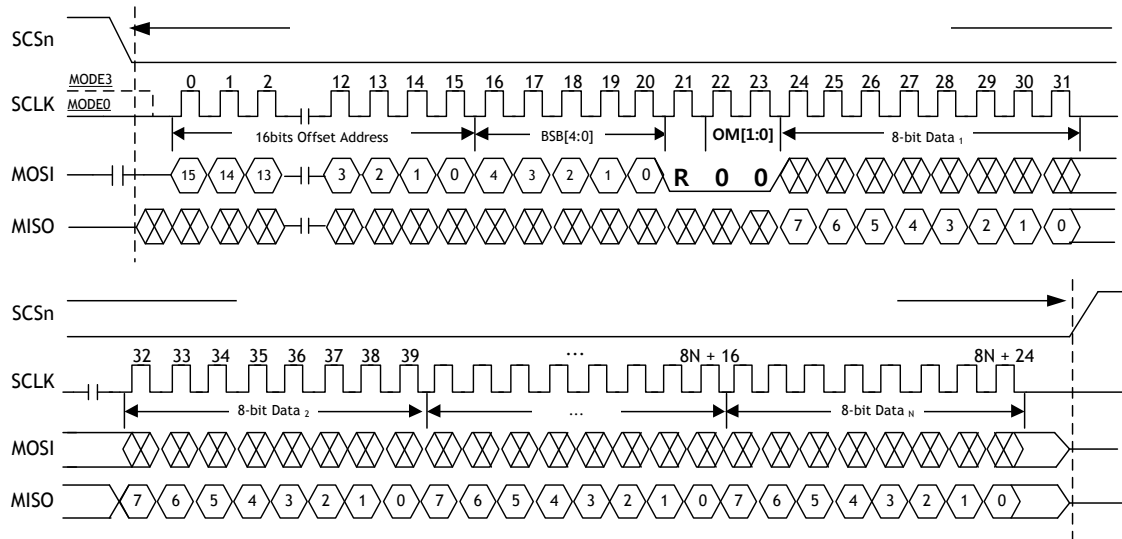 SCSn
MODE3
0 1 2 12 13 14 15 16 17 18 19 20 21 22 23 24 25 26 27 28 29 30 31
SCLK
MODE0
16bits Offset Address BSB[4:0] OM[1:0] 8-bit Data 1
MOSI 15 14 13 3 2 1 0 4 3 2 1 0 R 0 0
MISO 7 6 5 4 3 2 1 0
SCSn
32 33 34 35 36 37 38 39 ... 8N + 16 8N + 24
SCLK
8-bit Data 2 ... 8-bit Data N
MOSI
MISO 7 6 5 4 3 2 1 0 7 6 5 4 3 2 1 0 7 6 5 4 3 2 1 0